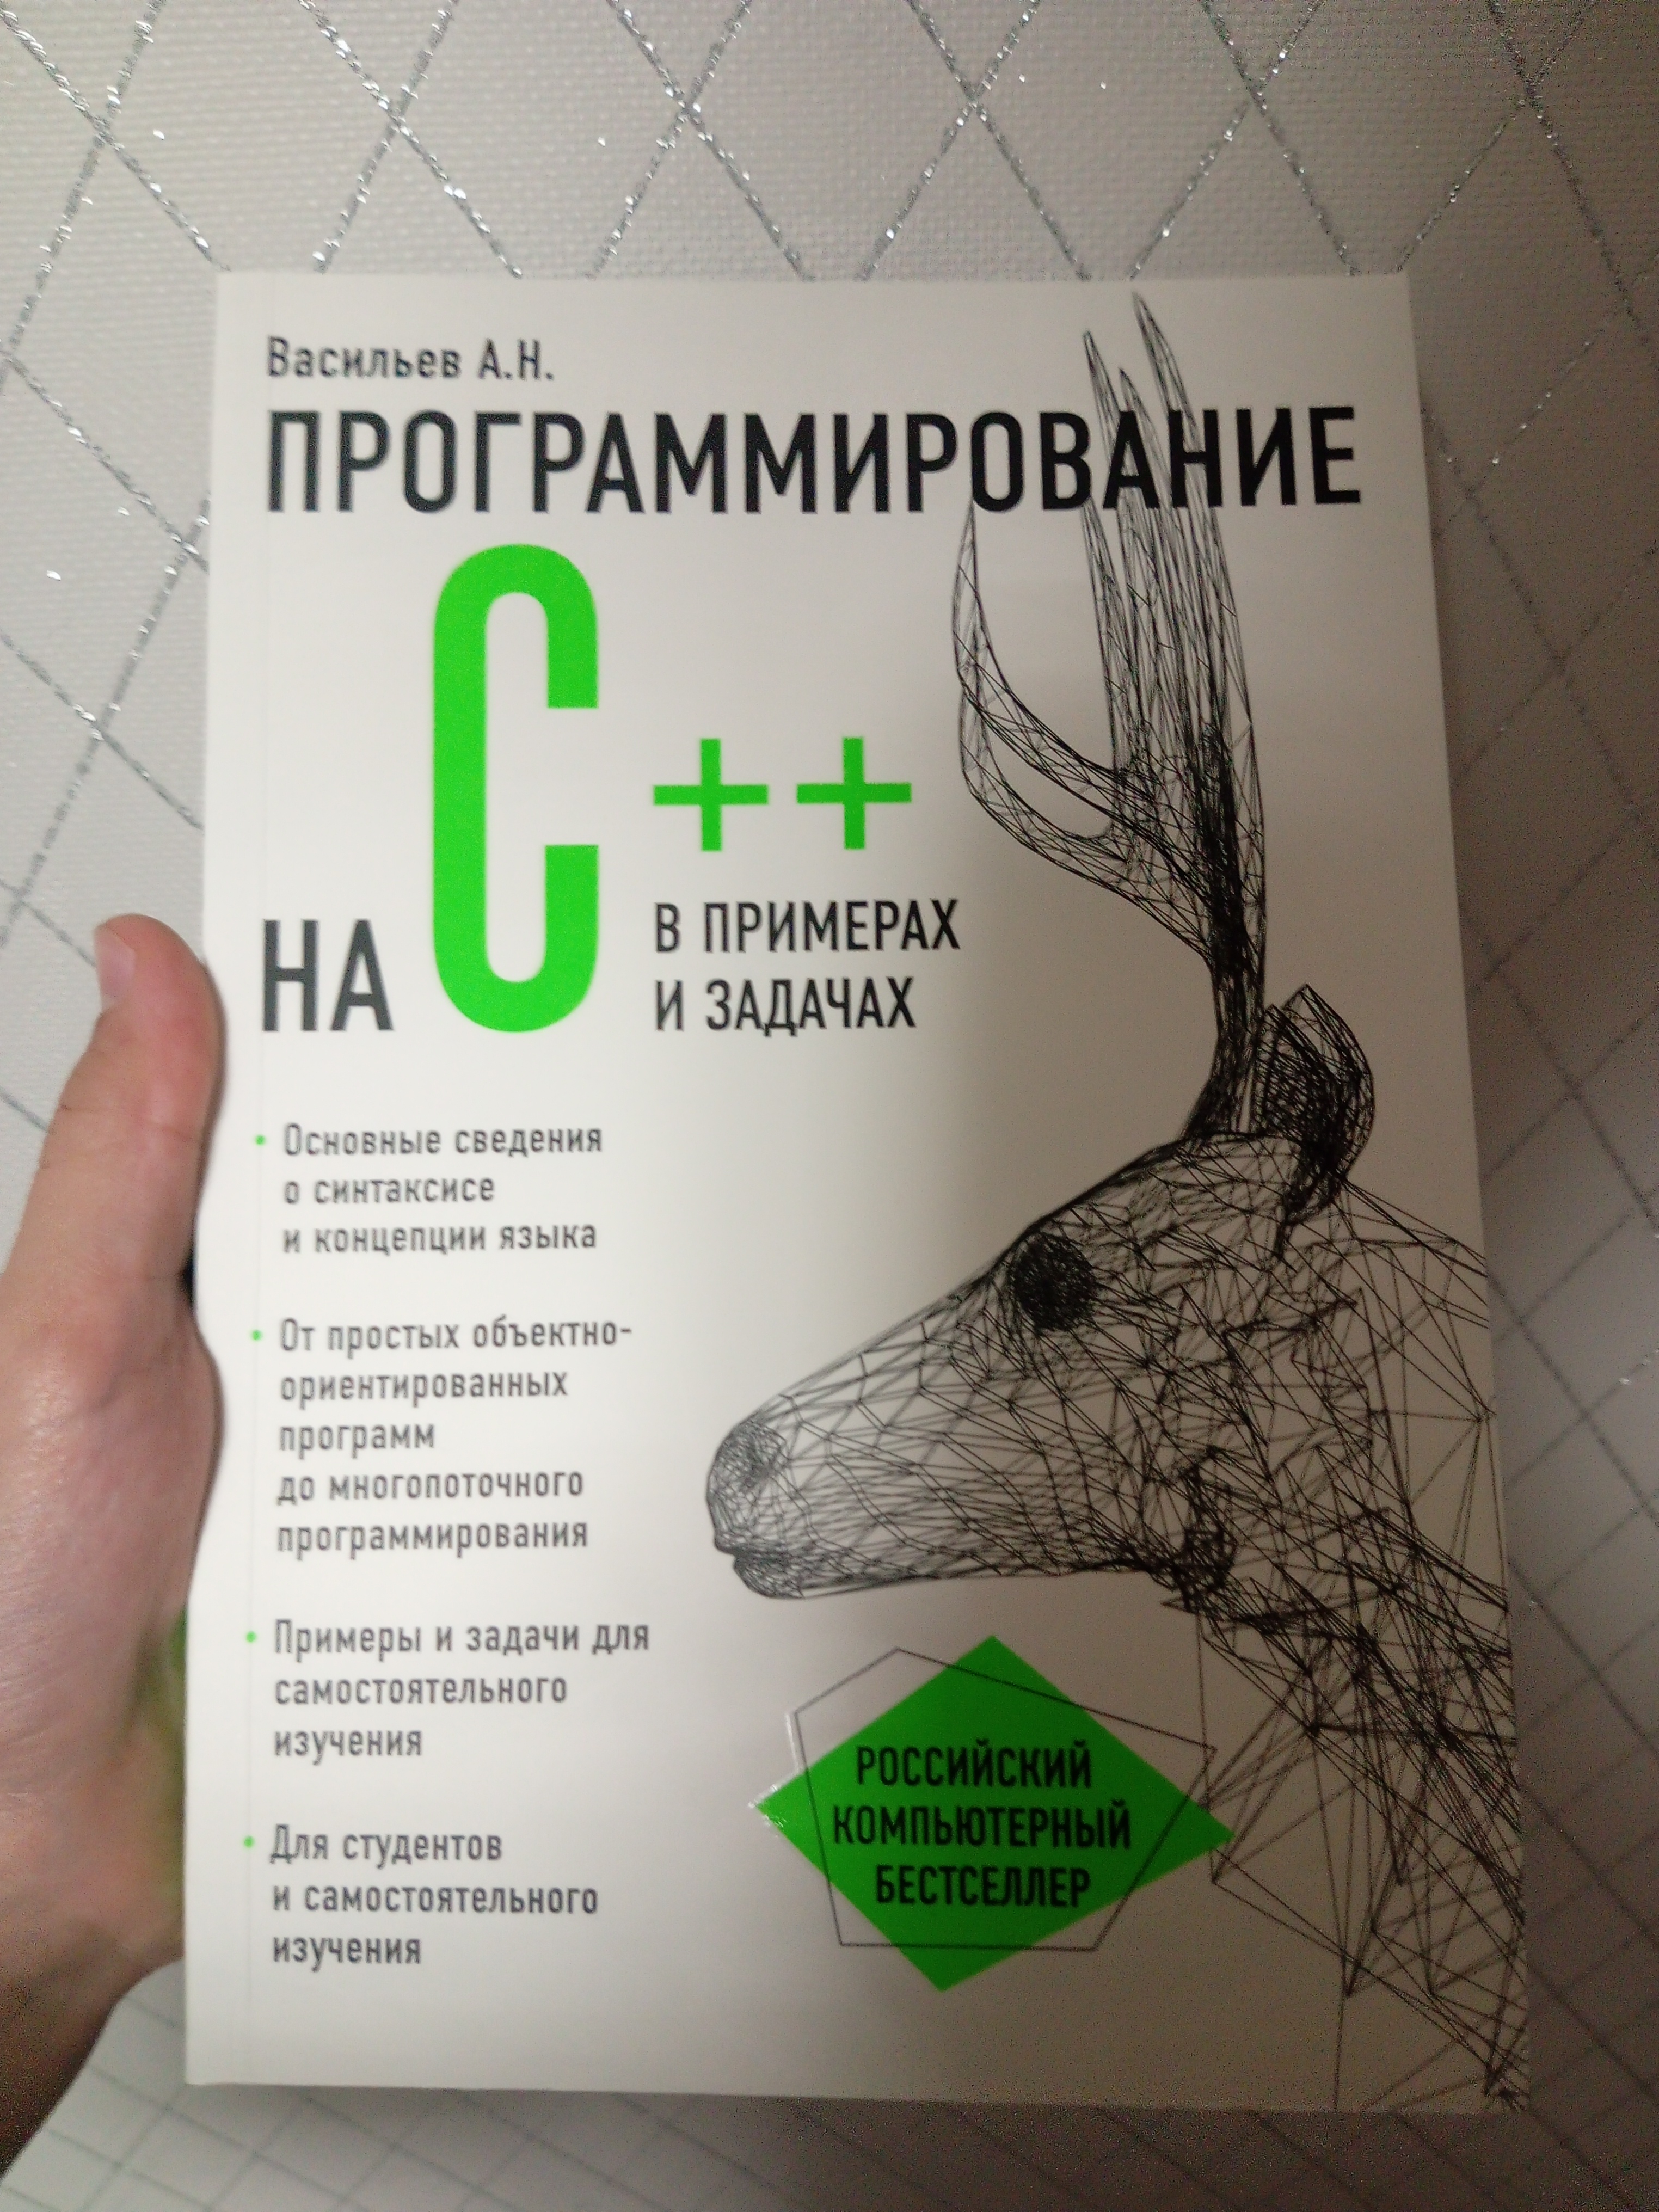 Васильев А.Н.
ПРОГРАММИРОВАНИЕ
НА C++
В ПРИМЕРАХ
И ЗАДАЧАХ
• Основные сведения
о синтаксисе
и концепции языка
• От простых объектно-
ориентированных
программ
до многопоточного
программирования
• Примеры и задачи для
самостоятельного
изучения
• Для студентов
и самостоятельного
изучения
РОССИЙСКИЙ
КОМПЬЮТЕРНЫЙ
БЕСТСЕЛЛЕР